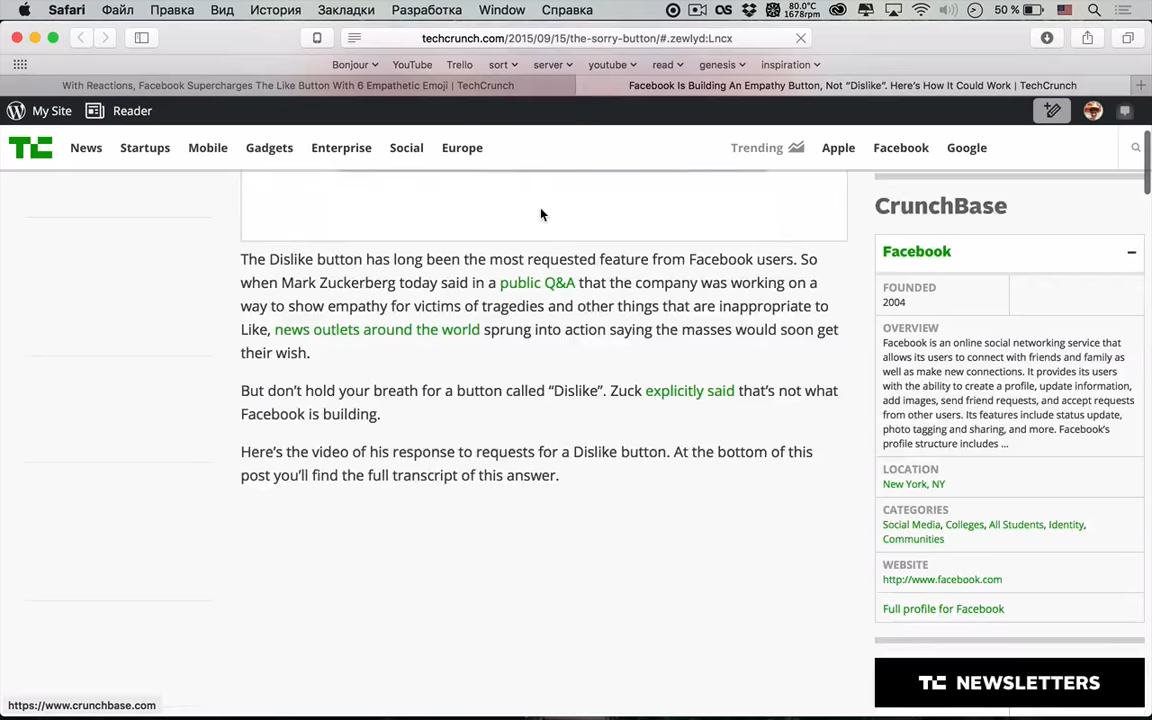 Safari Файл Правка Вид История Закладки Разработка Window Справка OS 80.0°C 1678rpm 50 %
techcrunch.com/2015/09/15/the-sorry-button/#.zewlyd:Lncx
Bonjour YouTube Trello sort server youtube read genesis inspiration
With Reactions, Facebook Supercharges The Like Button With 6 Empathetic Emoji | TechCrunch
Facebook Is Building An Empathy Button, Not “Dislike”. Here’s How It Could Work | TechCrunch
My Site Reader
TC News Startups Mobile Gadgets Enterprise Social Europe Trending Apple Facebook Google
The Dislike button has long been the most requested feature from Facebook users. So
when Mark Zuckerberg today said in a public Q&A that the company was working on a
way to show empathy for victims of tragedies and other things that are inappropriate to
Like, news outlets around the world sprung into action saying the masses would soon get
their wish.
But don’t hold your breath for a button called “Dislike”. Zuck explicitly said that’s not what
Facebook is building.
Here’s the video of his response to requests for a Dislike button. At the bottom of this
post you’ll find the full transcript of this answer.
CrunchBase
Facebook
FOUNDED
2004
OVERVIEW
Facebook is an online social networking service that
allows its users to connect with friends and family as
well as make new connections. It provides its users
with the ability to create a profile, update information,
add images, send friend requests, and accept requests
from other users. Its features include status update,
photo tagging and sharing, and more. Facebook’s
profile structure includes ...
LOCATION
New York, NY
CATEGORIES
Social Media, Colleges, All Students, Identity,
Communities
WEBSITE
http://www.facebook.com
Full profile for Facebook
TC NEWSLETTERS
https://www.crunchbase.com